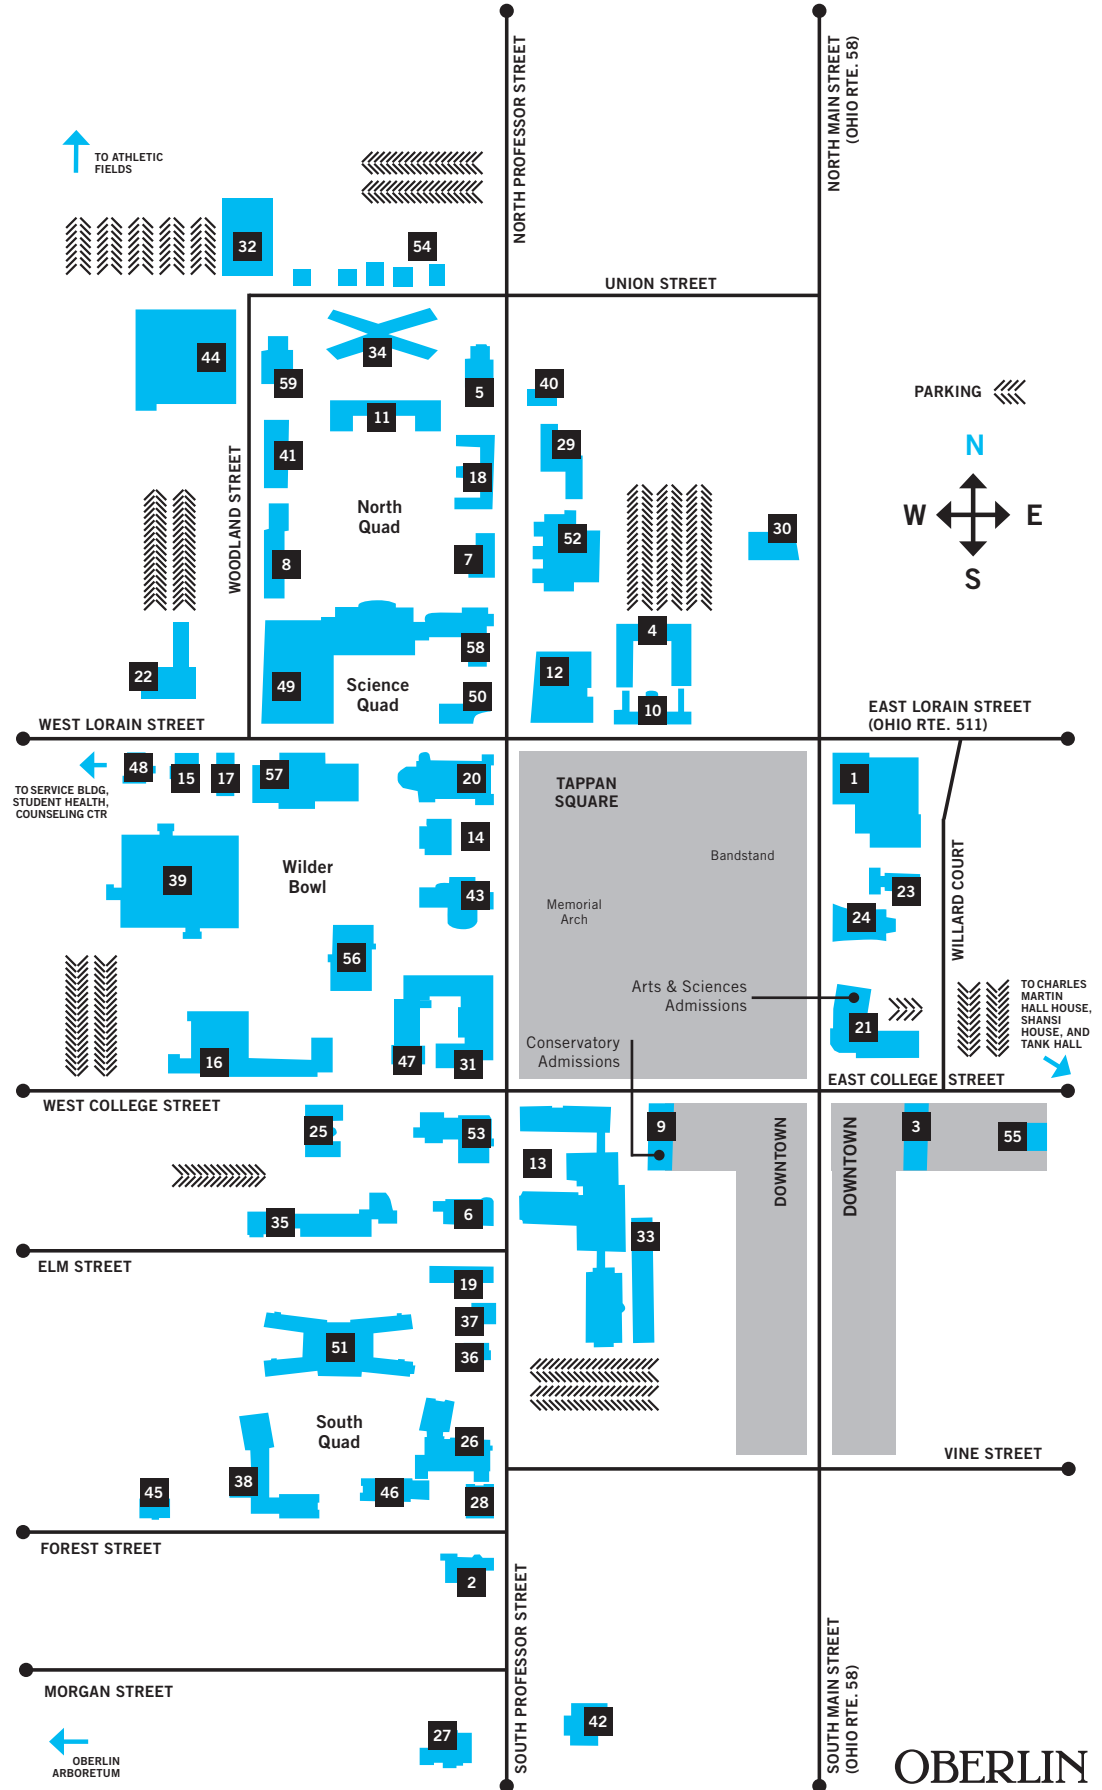 NORTH PROFESSOR STREET
NORTH MAIN STREET
(OHIO RTE. 58)
TO ATHLETIC
FIELDS
32
54
UNION STREET
44
34
59
5
40
PARKING
11
29
41
18
N
W
E
S
WOODLAND STREET
North
Quad
52
30
8
7
4
58
22
49
Science
Quad
50
12
10
WEST LORAIN STREET
EAST LORAIN STREET
(OHIO RTE. 511)
48
15
17
57
20
TO SERVICE BLDG,
STUDENT HEALTH,
COUNSELING CTR
TAPPAN
SQUARE
1
14
Bandstand
Wilder
Bowl
39
43
23
Memorial
Arch
24
WILLARD COURT
56
Arts & Sciences
Admissions
TO CHARLES
MARTIN
HALL HOUSE,
SHANSI
HOUSE, AND
TANK HALL
21
Conservatory
Admissions
16
47
31
EAST COLLEGE STREET
WEST COLLEGE STREET
25
53
9
3
55
13
DOWNTOWN
DOWNTOWN
35
6
33
ELM STREET
19
37
51
36
South
Quad
26
VINE STREET
38
45
46
28
FOREST STREET
2
SOUTH PROFESSOR STREET
SOUTH MAIN STREET
(OHIO RTE. 58)
MORGAN STREET
42
27
OBERLIN
ARBORETUM
OBERLIN